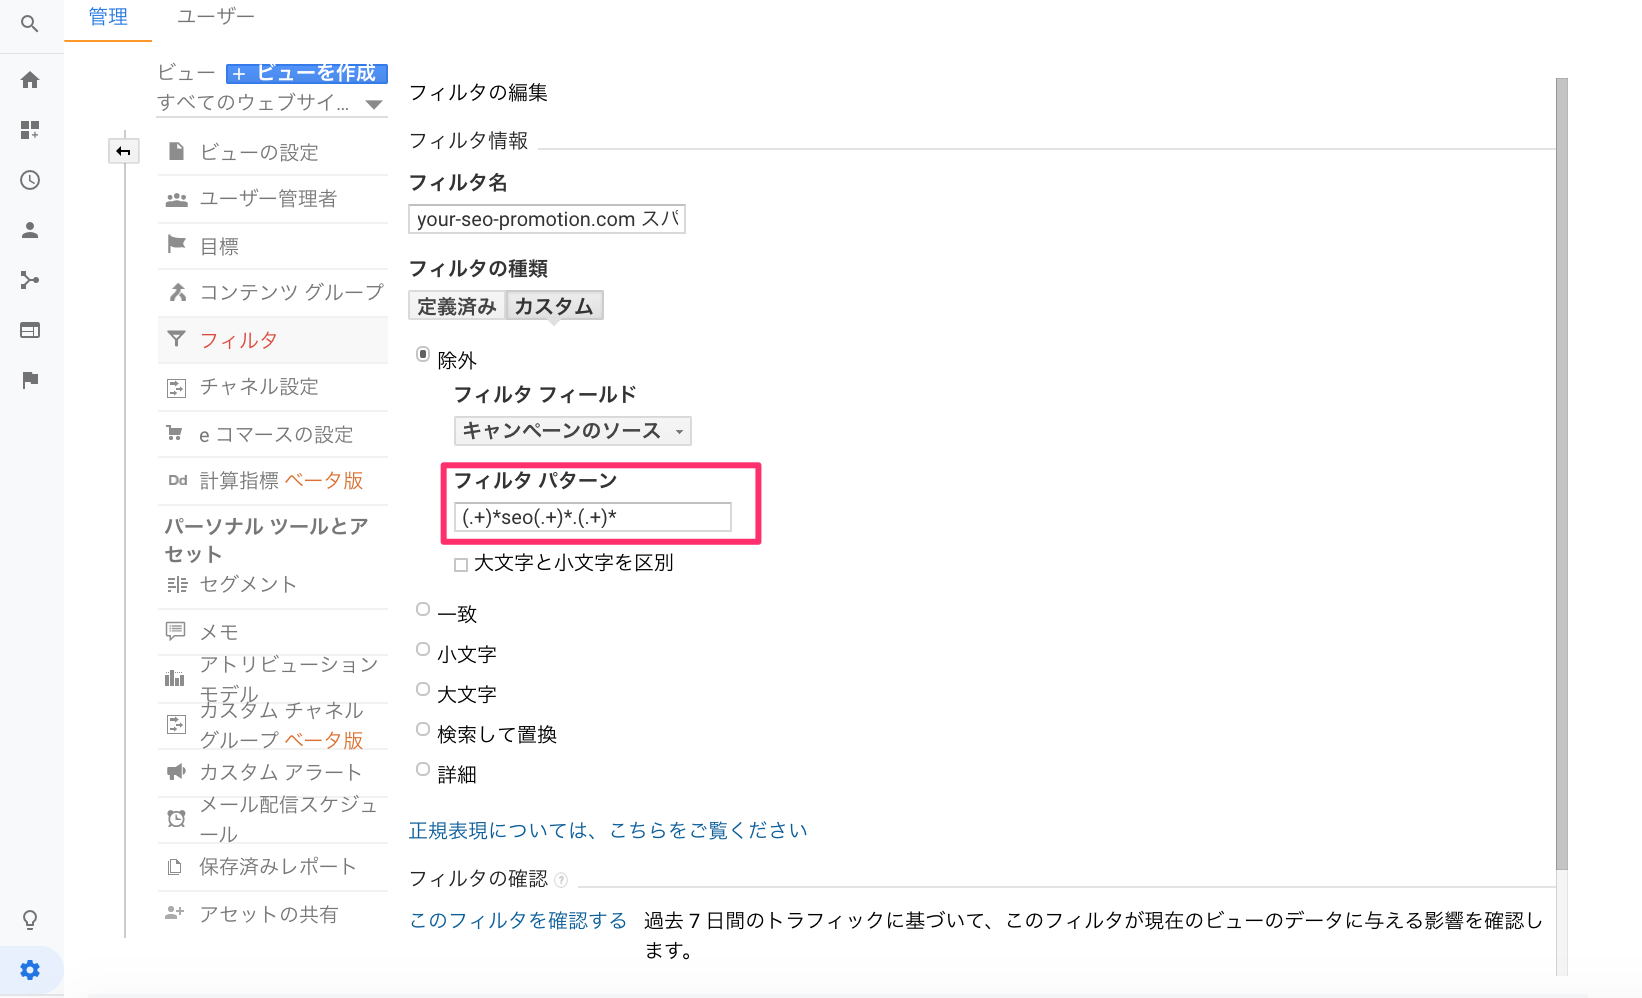 管理
ユーザー
ビュー
+ ビューを作成
すべてのウェブサイ...
ビューの設定
ユーザー管理者
目標
コンテンツ グループ
フィルタ
チャネル設定
e コマースの設定
Dd 計算指標 ベータ版
パーソナル ツールとア
セット
セグメント
メモ
アトリビューション
モデル
カスタム チャネル
グループ ベータ版
カスタム アラート
メール配信スケジュ
ール
保存済みレポート
アセットの共有
フィルタの編集
フィルタ情報
フィルタ名
your-seo-promotion.com スパ
フィルタの種類
定義済み
カスタム
除外
フィルタ フィールド
キャンペーンのソース
フィルタ パターン
(.+)*seo(.+)*.(.+)*
大文字と小文字を区別
一致
小文字
大文字
検索して置換
詳細
正規表現については、こちらをご覧ください
フィルタの確認 ?
このフィルタを確認する
過去 7 日間のトラフィックに基づいて、このフィルタが現在のビューのデータに与える影響を確認し
ます。